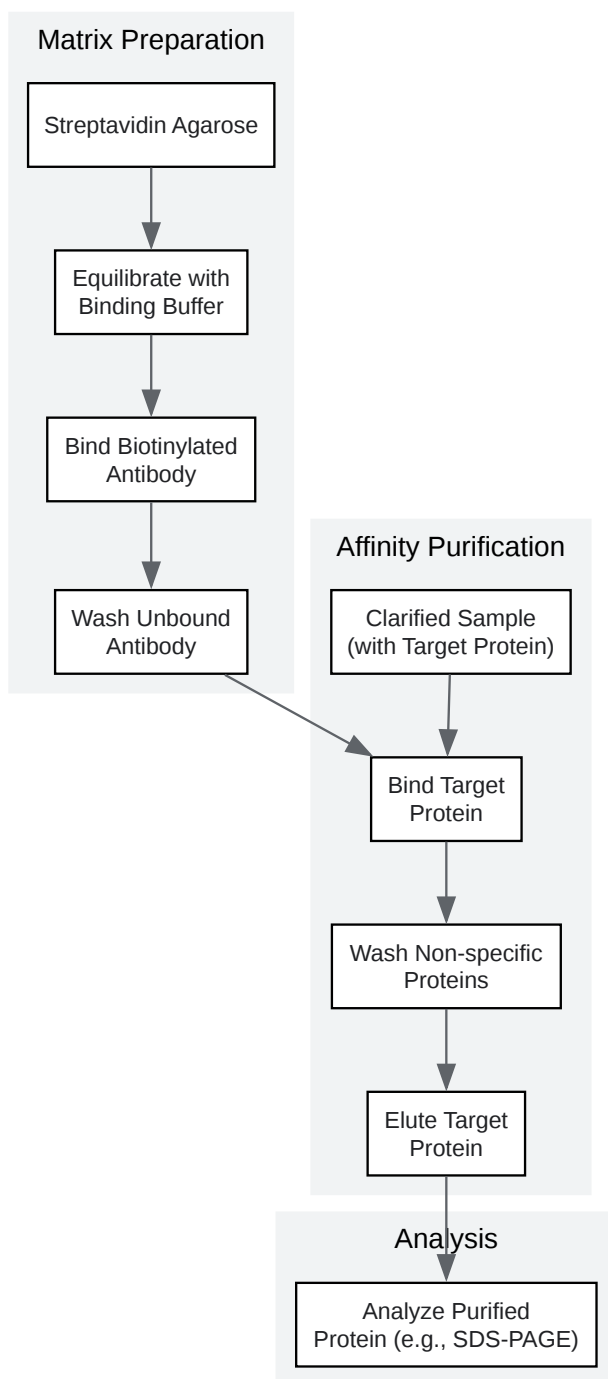 Matrix Preparation
Streptavidin Agarose
Equilibrate with
Binding Buffer
Bind Biotinylated
Antibody
Wash Unbound
Antibody
Affinity Purification
Clarified Sample
(with Target Protein)
Bind Target
Protein
Wash Non-specific
Proteins
Elute Target
Protein
Analysis
Analyze Purified
Protein (e.g., SDS-PAGE)